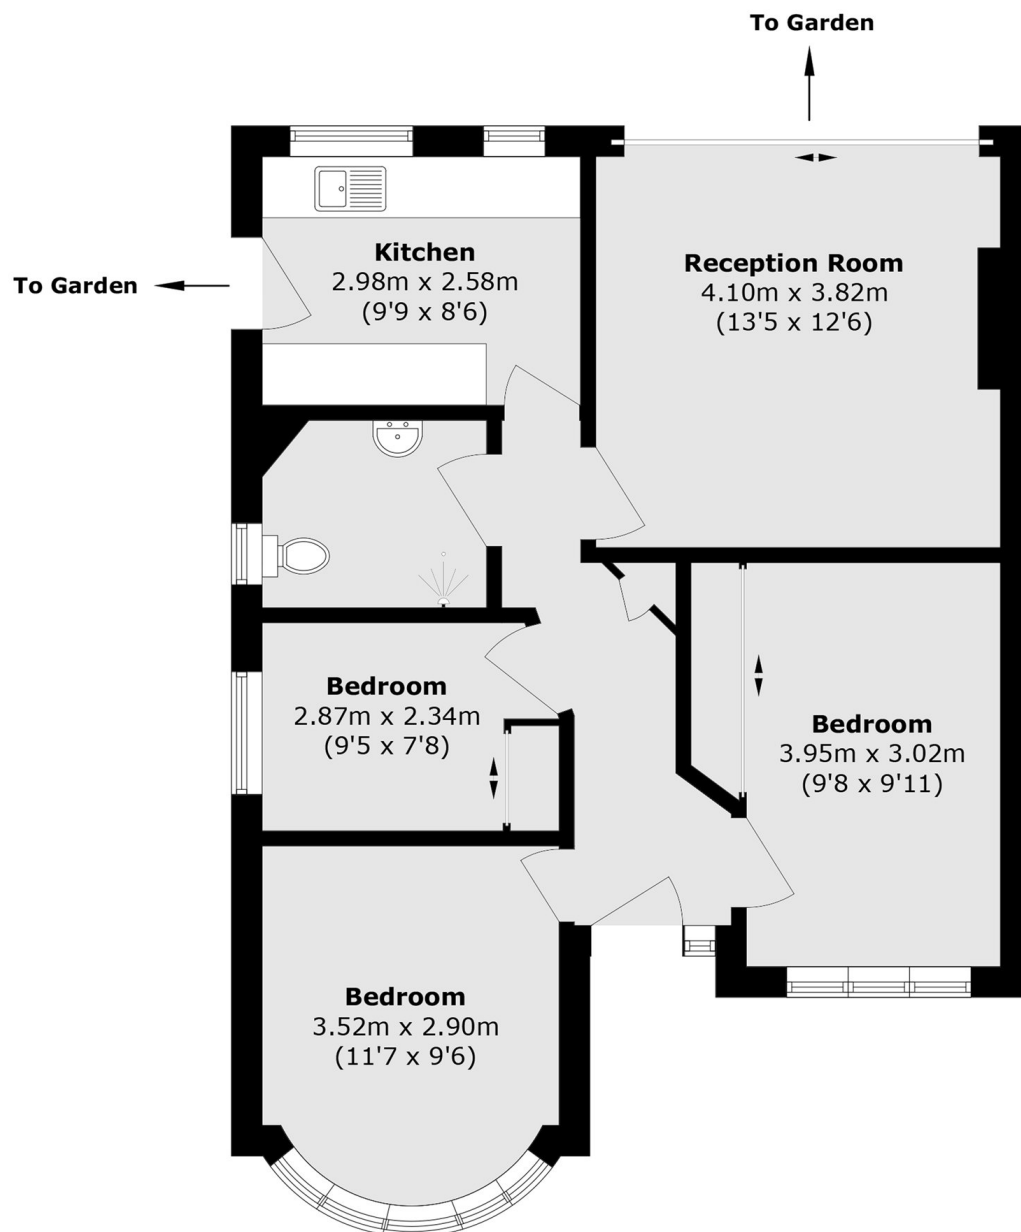 To Garden
To Garden
Kitchen
2.98m x 2.58m
(9'9 x 8'6)
Reception Room
4.10m x 3.82m
(13'5 x 12'6)
Bedroom
2.87m x 2.34m
(9'5 x 7'8)
Bedroom
3.95m x 3.02m
(9'8 x 9'11)
Bedroom
3.52m x 2.90m
(11'7 x 9'6)